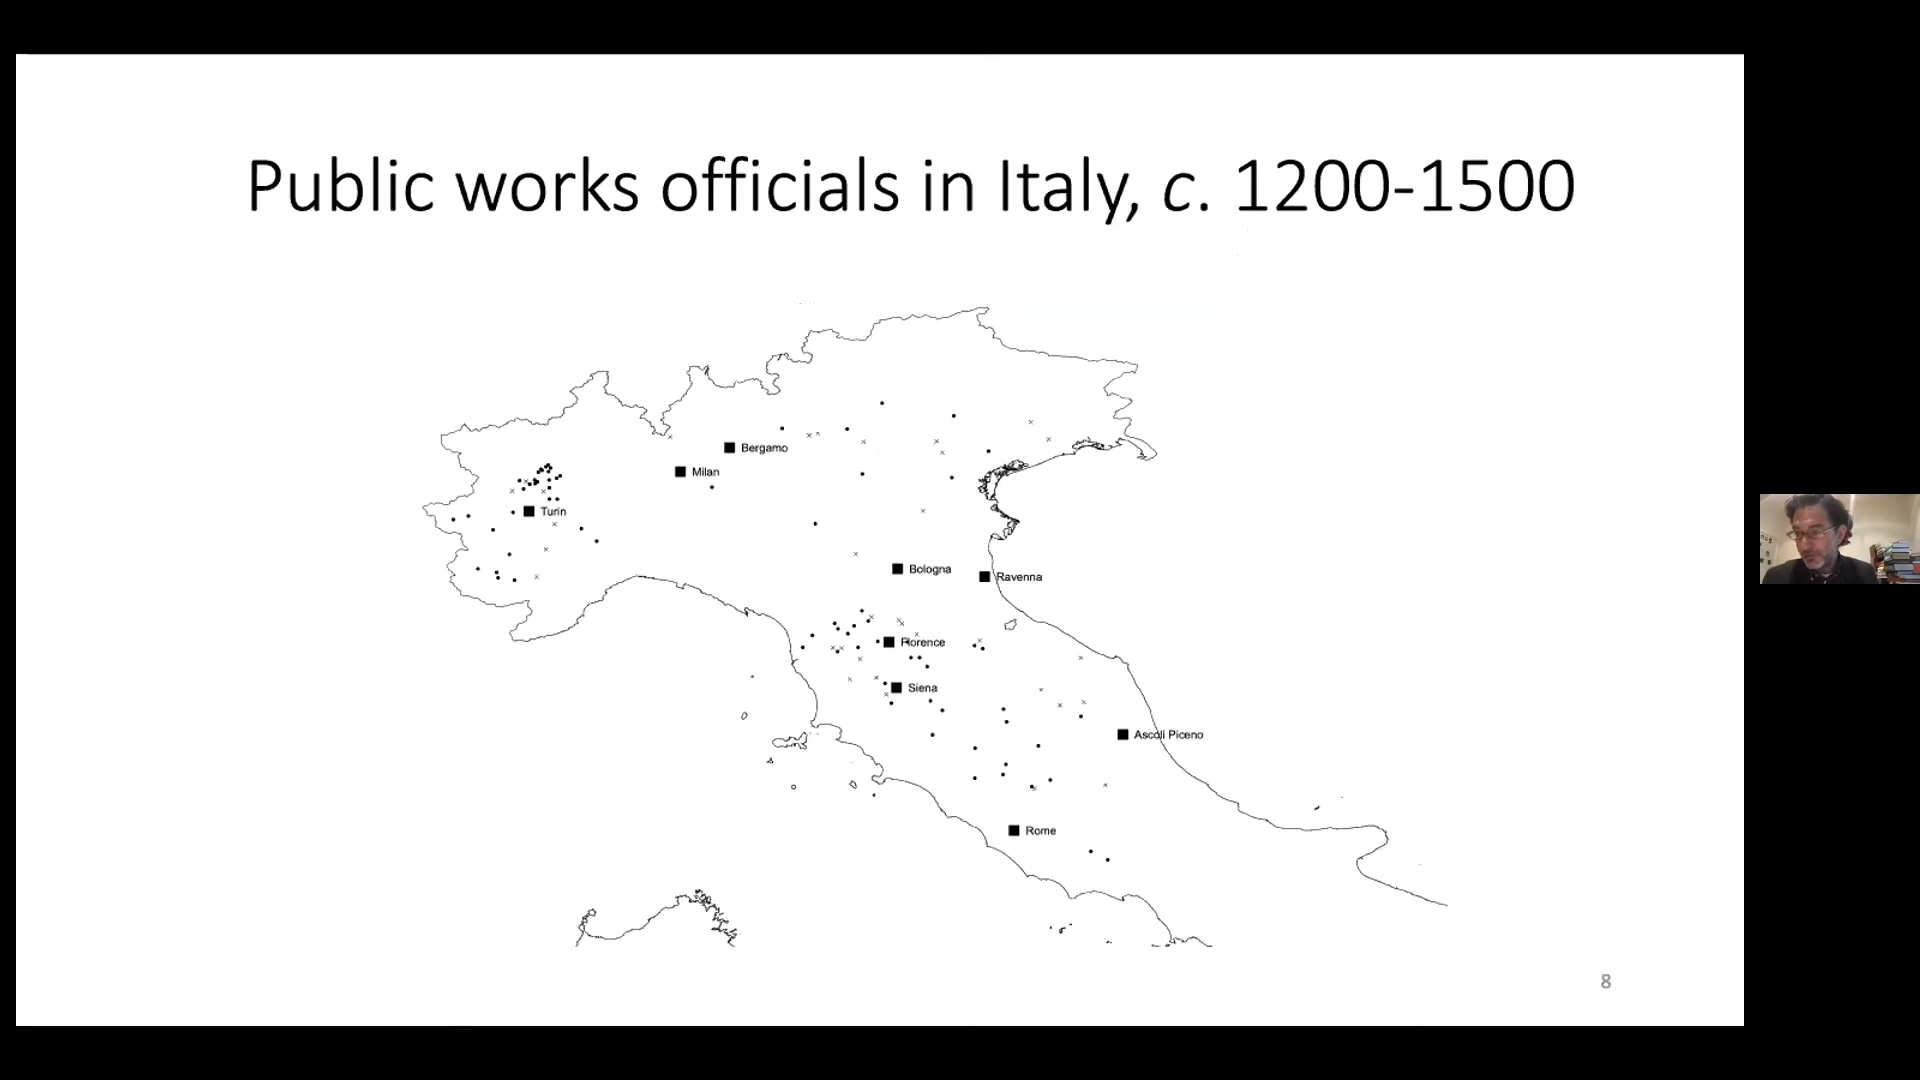 Public works officials in Italy, c. 1200-1500
Bergamo
Milan
Turin
Bologna
Ravenna
Florence
Siena
Ascoli Piceno
Rome
8